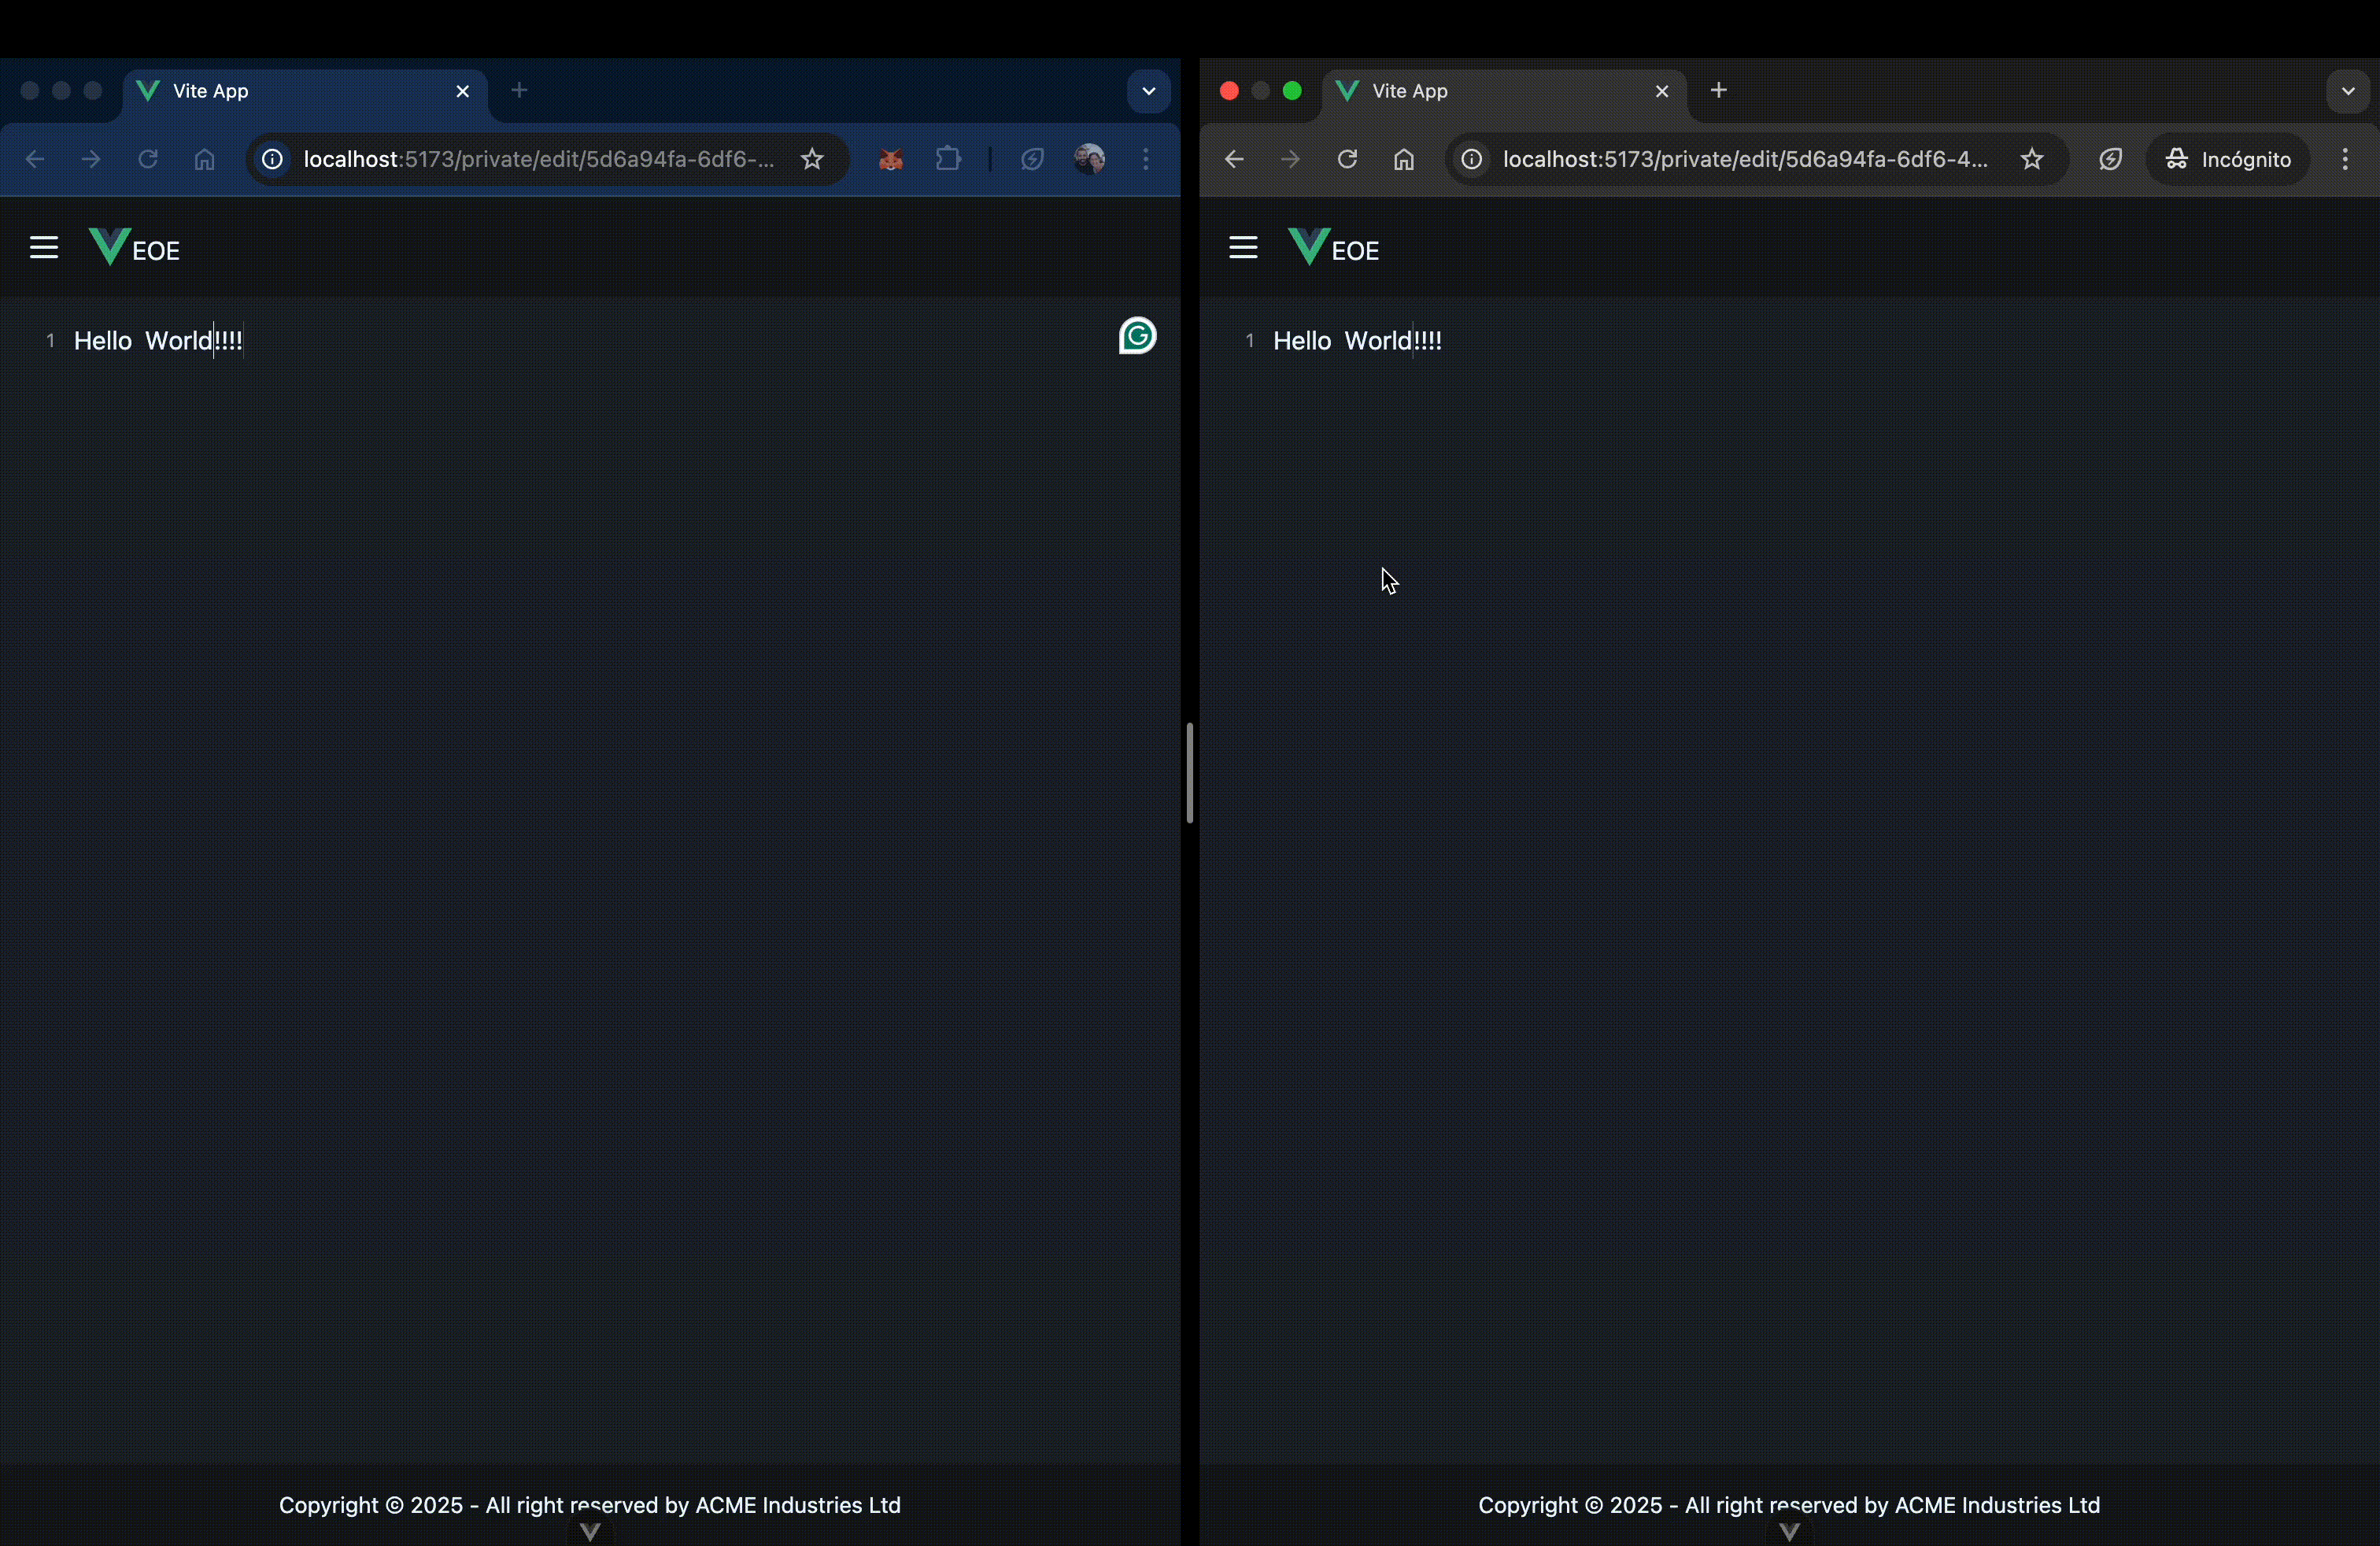 Vite App
localhost:5173/private/edit/5d6a94fa-6df6-...
EOE
1 Hello  World!!!!
Copyright © 2025 - All right reserved by ACME Industries Ltd
Vite App
localhost:5173/private/edit/5d6a94fa-6df6-4...
Incógnito
EOE
1 Hello  World!!!!
Copyright © 2025 - All right reserved by ACME Industries Ltd